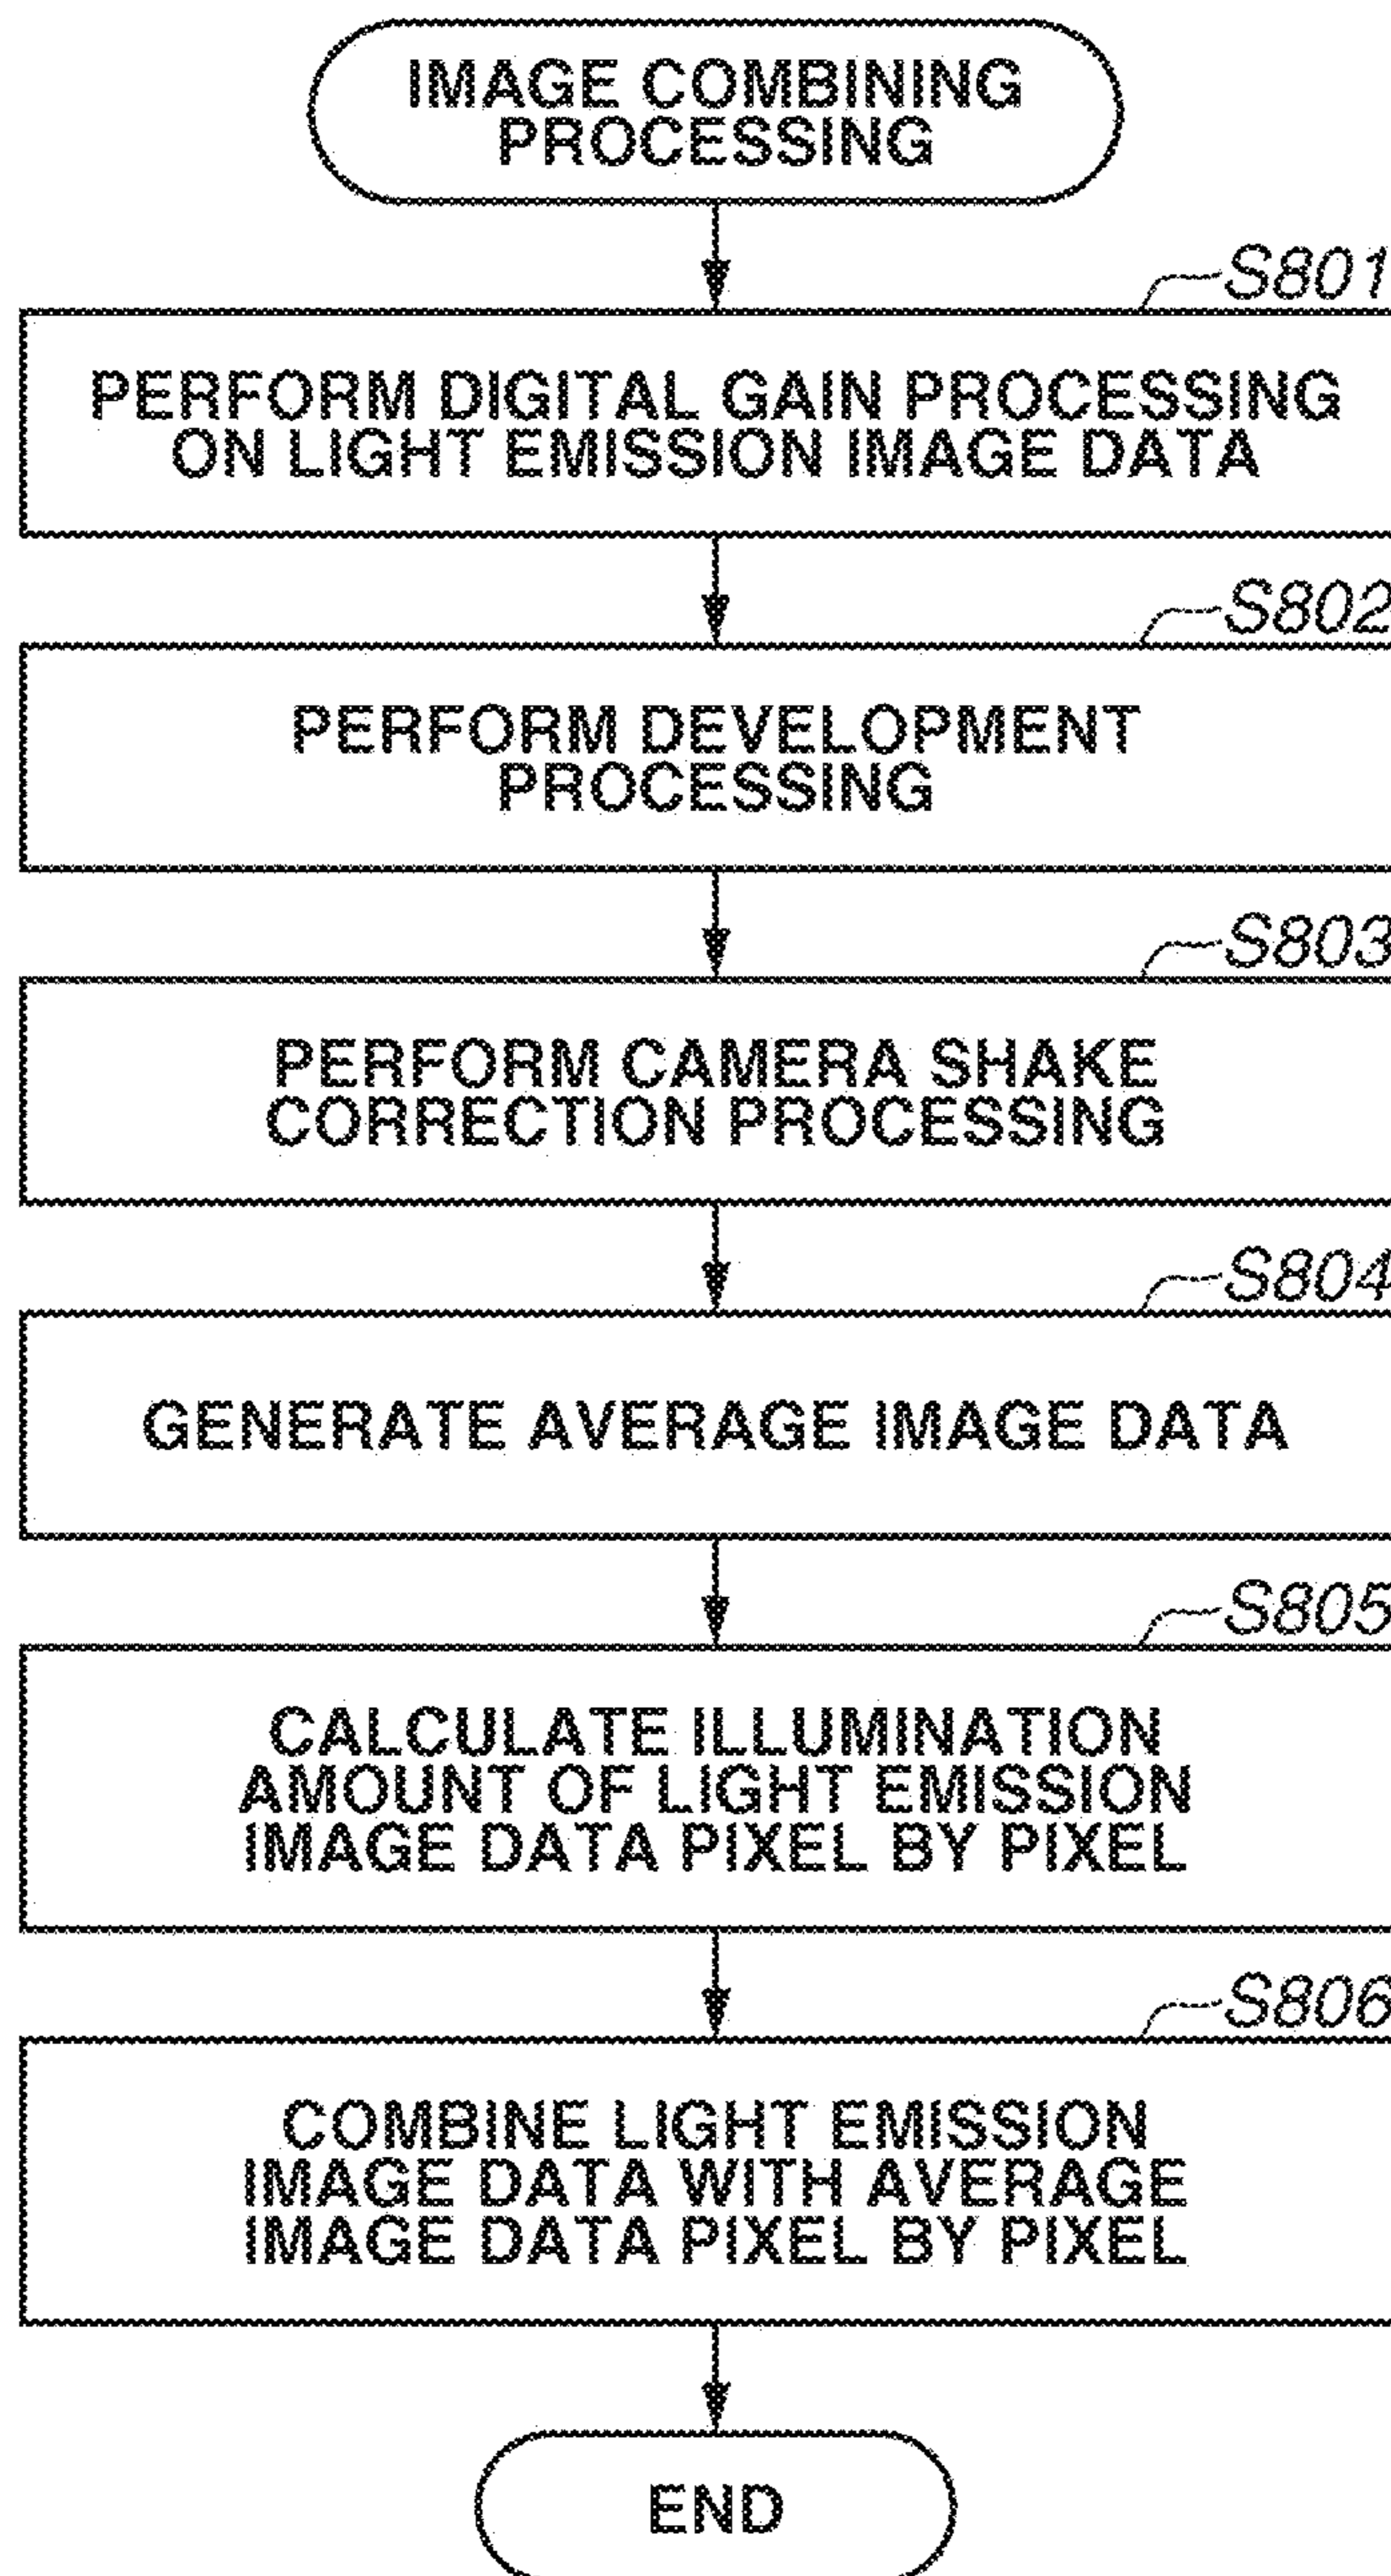 IMAGE COMBINING
PROCESSING
S801
PERFORM DIGITAL GAIN PROCESSING
ON LIGHT EMISSION IMAGE DATA
S802
PERFORM DEVELOPMENT
PROCESSING
S803
PERFORM CAMERA SHAKE
CORRECTION PROCESSING
S804
GENERATE AVERAGE IMAGE DATA
S805
CALCULATE ILLUMINATION
AMOUNT OF LIGHT EMISSION
IMAGE DATA PIXEL BY PIXEL
S806
COMBINE LIGHT EMISSION
IMAGE DATA WITH AVERAGE
IMAGE DATA PIXEL BY PIXEL
END